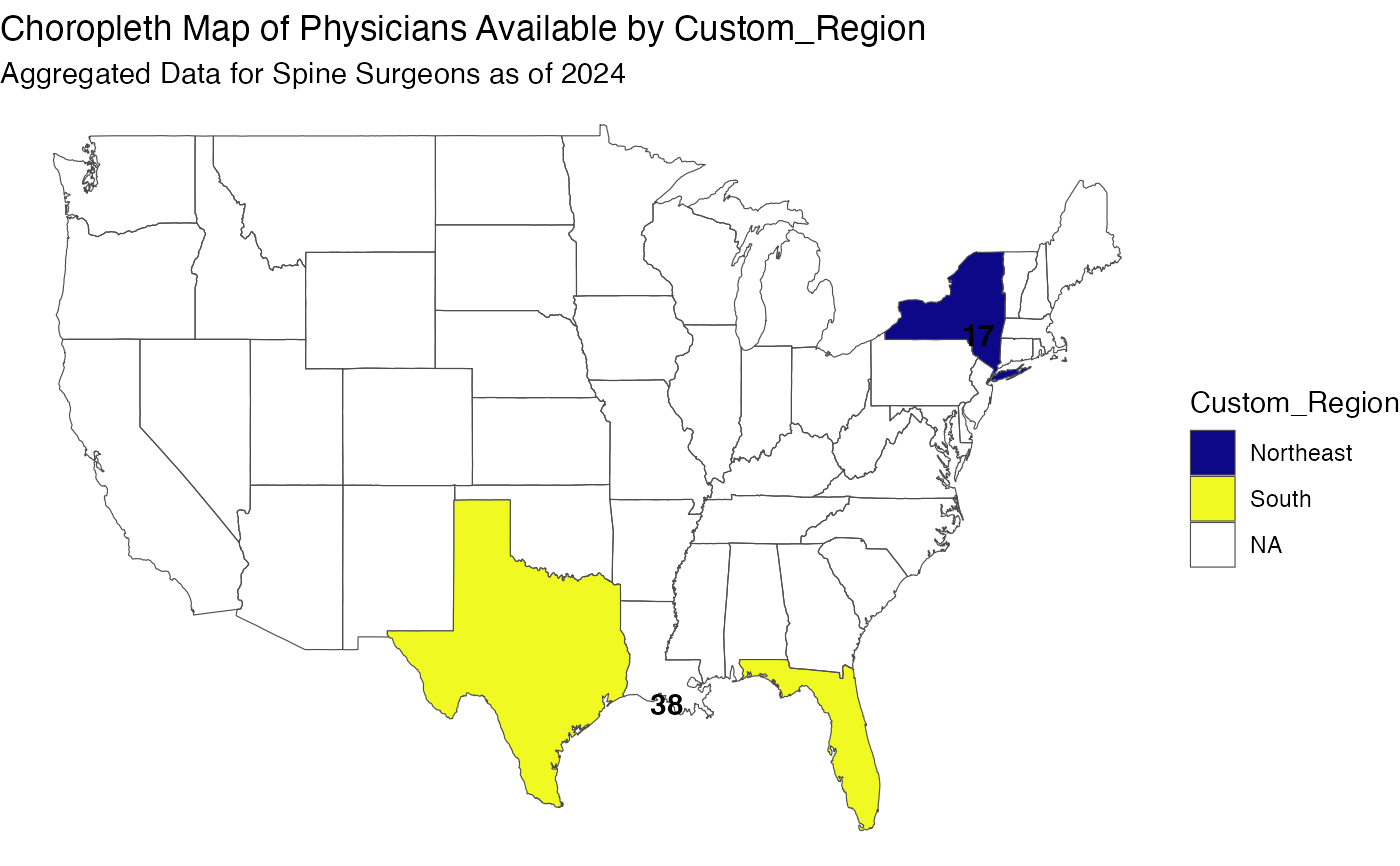 Choropleth Map of Physicians Available by Custom_Region
Aggregated Data for Spine Surgeons as of 2024
17
38
Custom_Region
Northeast
South
NA